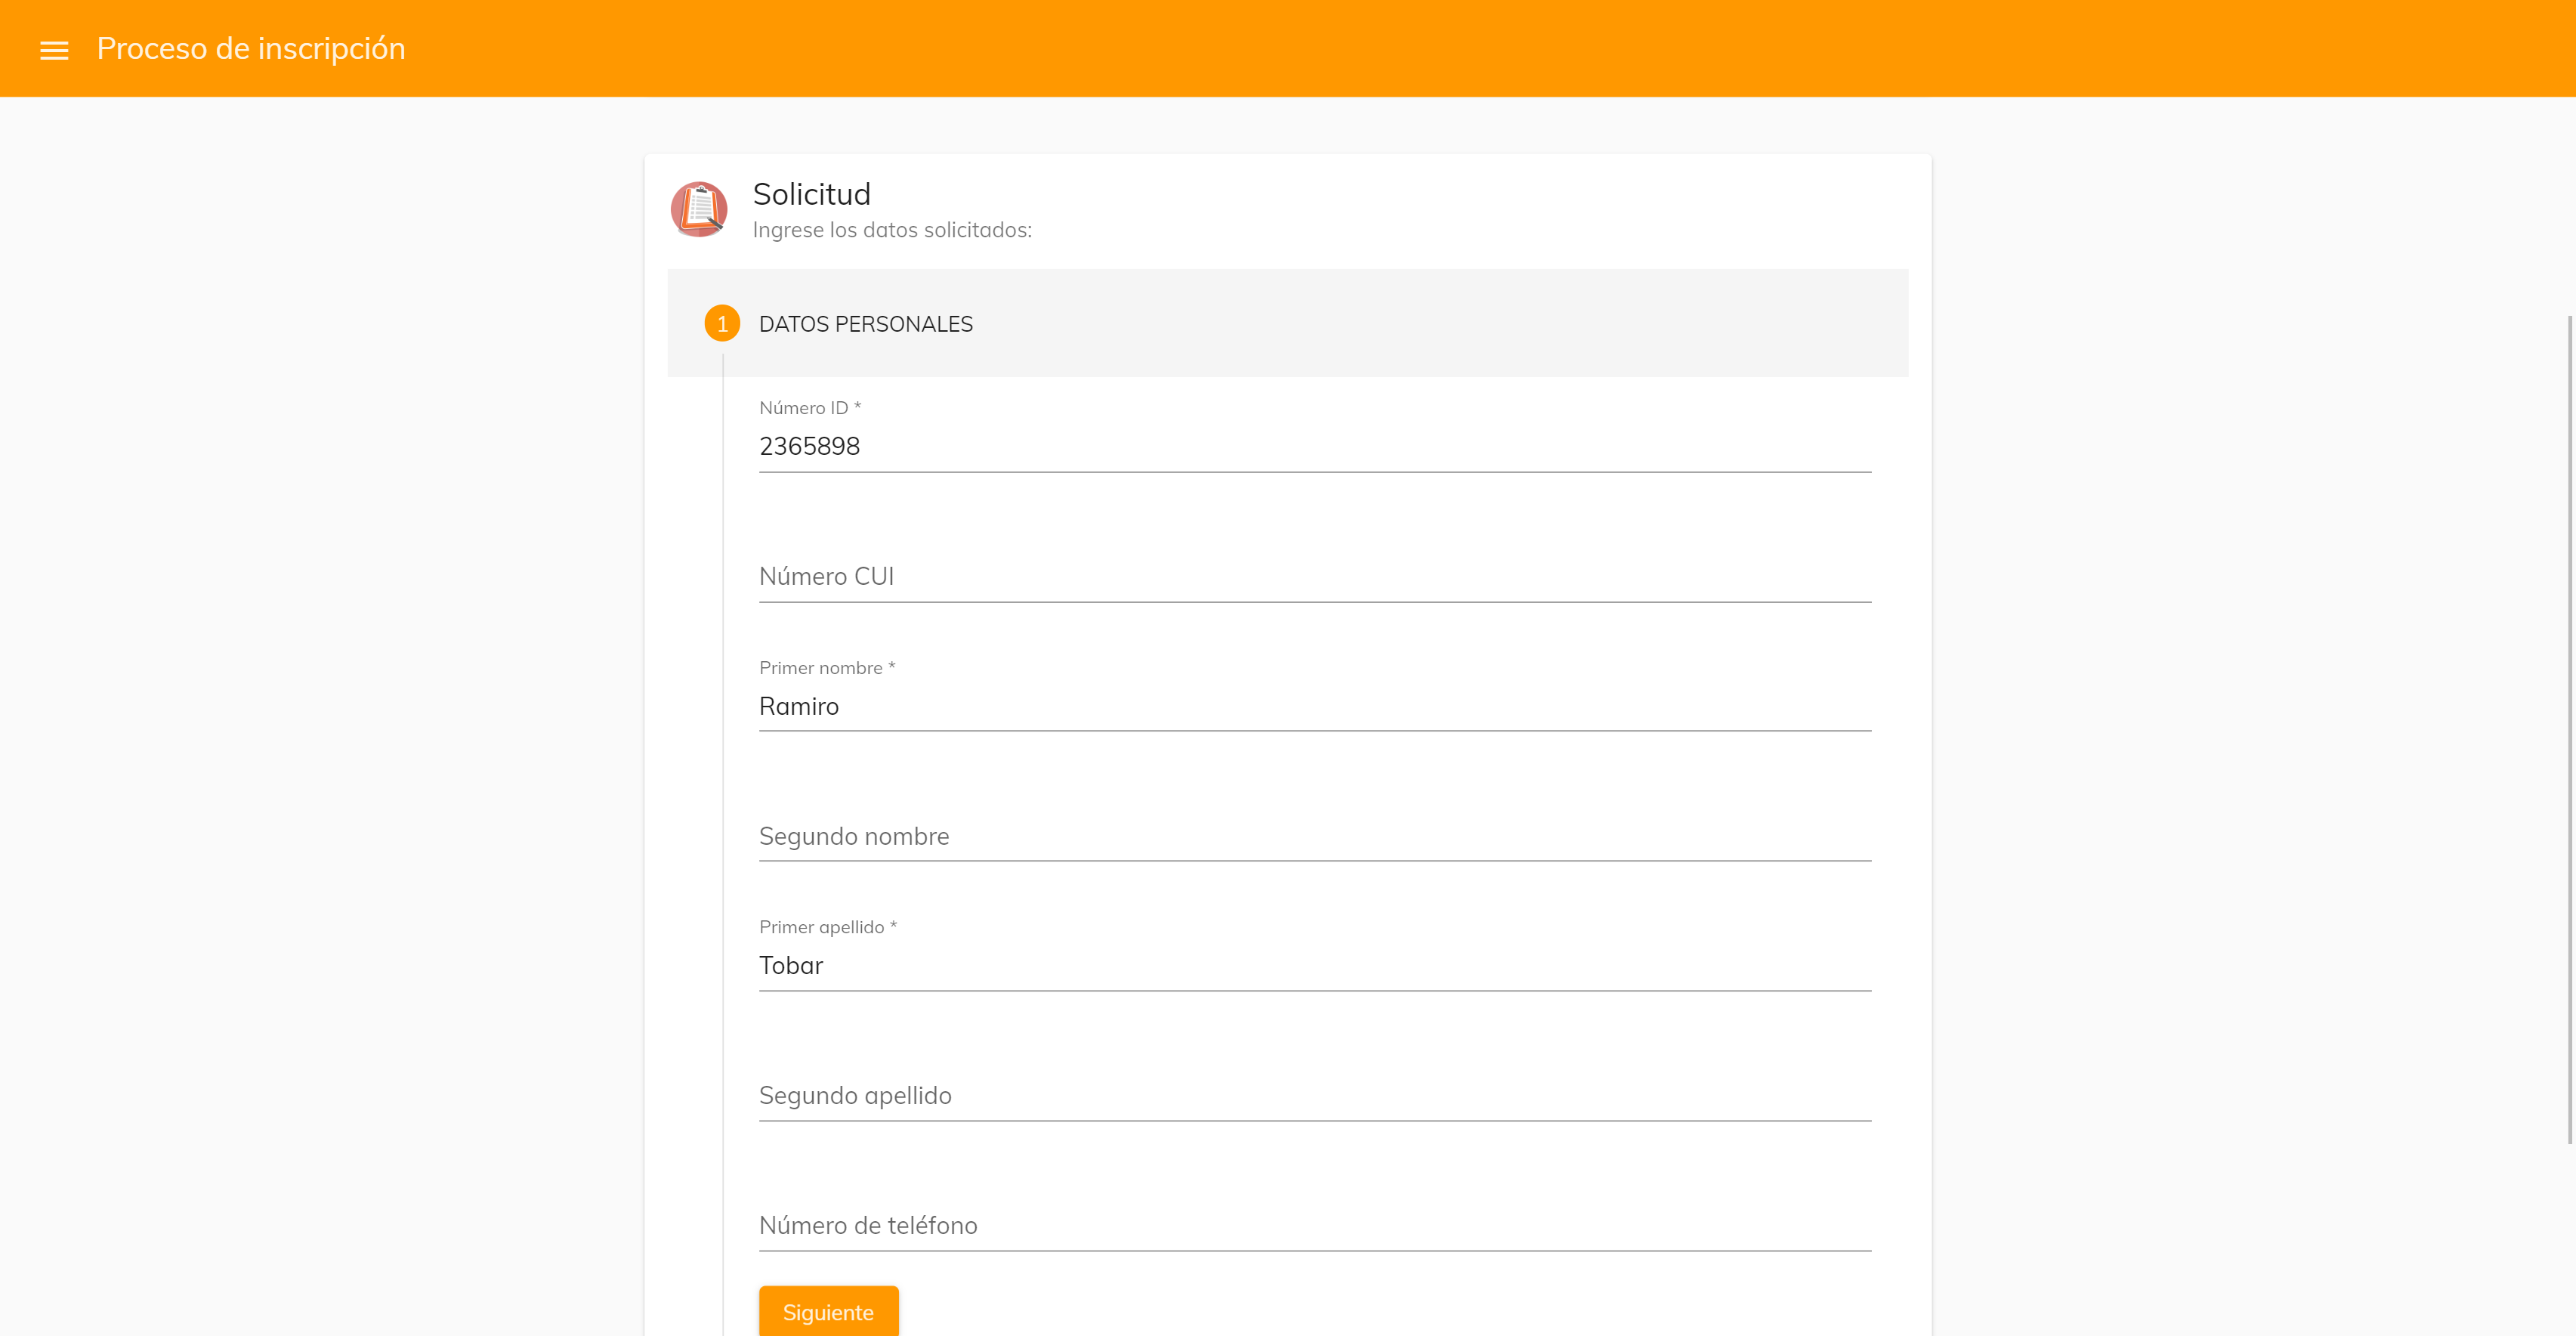 Proceso de inscripción
Solicitud
Ingrese los datos solicitados:
1 DATOS PERSONALES
Número ID *
2365898
Número CUI
Primer nombre *
Ramiro
Segundo nombre
Primer apellido *
Tobar
Segundo apellido
Número de teléfono
Siguiente